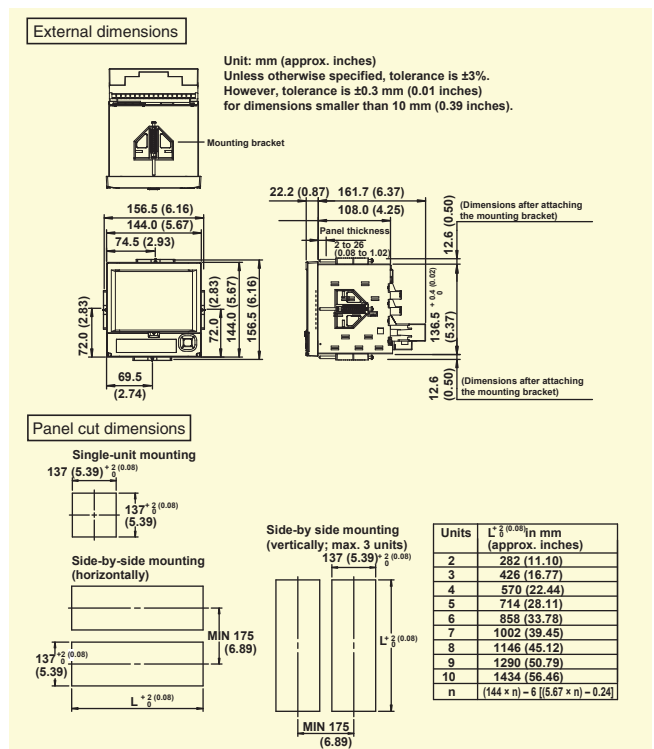 External dimensions
Unit: mm (approx. inches)
Unless otherwise specified, tolerance is ±3%.
However, tolerance is ±0.3 mm (0.01 inches)
for dimensions smaller than 10 mm (0.39 inches).
Mounting bracket
156.5 (6.16)
144.0 (5.67)
74.5 (2.93)
72.0 (2.83)
72.0 (2.83)
144.0 (5.67)
156.5 (6.16)
69.5
(2.74)
22.2 (0.87)
161.7 (6.37)
108.0 (4.25)
Panel thickness
2 to 26
(0.08 to 1.02)
12.6 (0.50)
(Dimensions after attaching
the mounting bracket)
136.5 + 0.4 (0.02) 0
(5.37)
12.6 (0.50)
(Dimensions after attaching
the mounting bracket)
Panel cut dimensions
Single-unit mounting
137 (5.39) + 2 (0.08) 0
137 + 2 (0.08) 0
(5.39)
Side-by-side mounting
(horizontally)
MIN 175
(6.89)
137 +2 (0.08) 0
(5.39)
L + 2 (0.08) 0
Side-by side mounting
(vertically; max. 3 units)
137 (5.39) + 2 (0.08) 0
L + 2 (0.08) 0
MIN 175
(6.89)
Units L + 2 (0.08) 0 in mm
(approx. inches)
2 282 (11.10)
3 426 (16.77)
4 570 (22.44)
5 714 (28.11)
6 858 (33.78)
7 1002 (39.45)
8 1146 (45.12)
9 1290 (50.79)
10 1434 (56.46)
n (144 × n) – 6 [(5.67 × n) – 0.24]